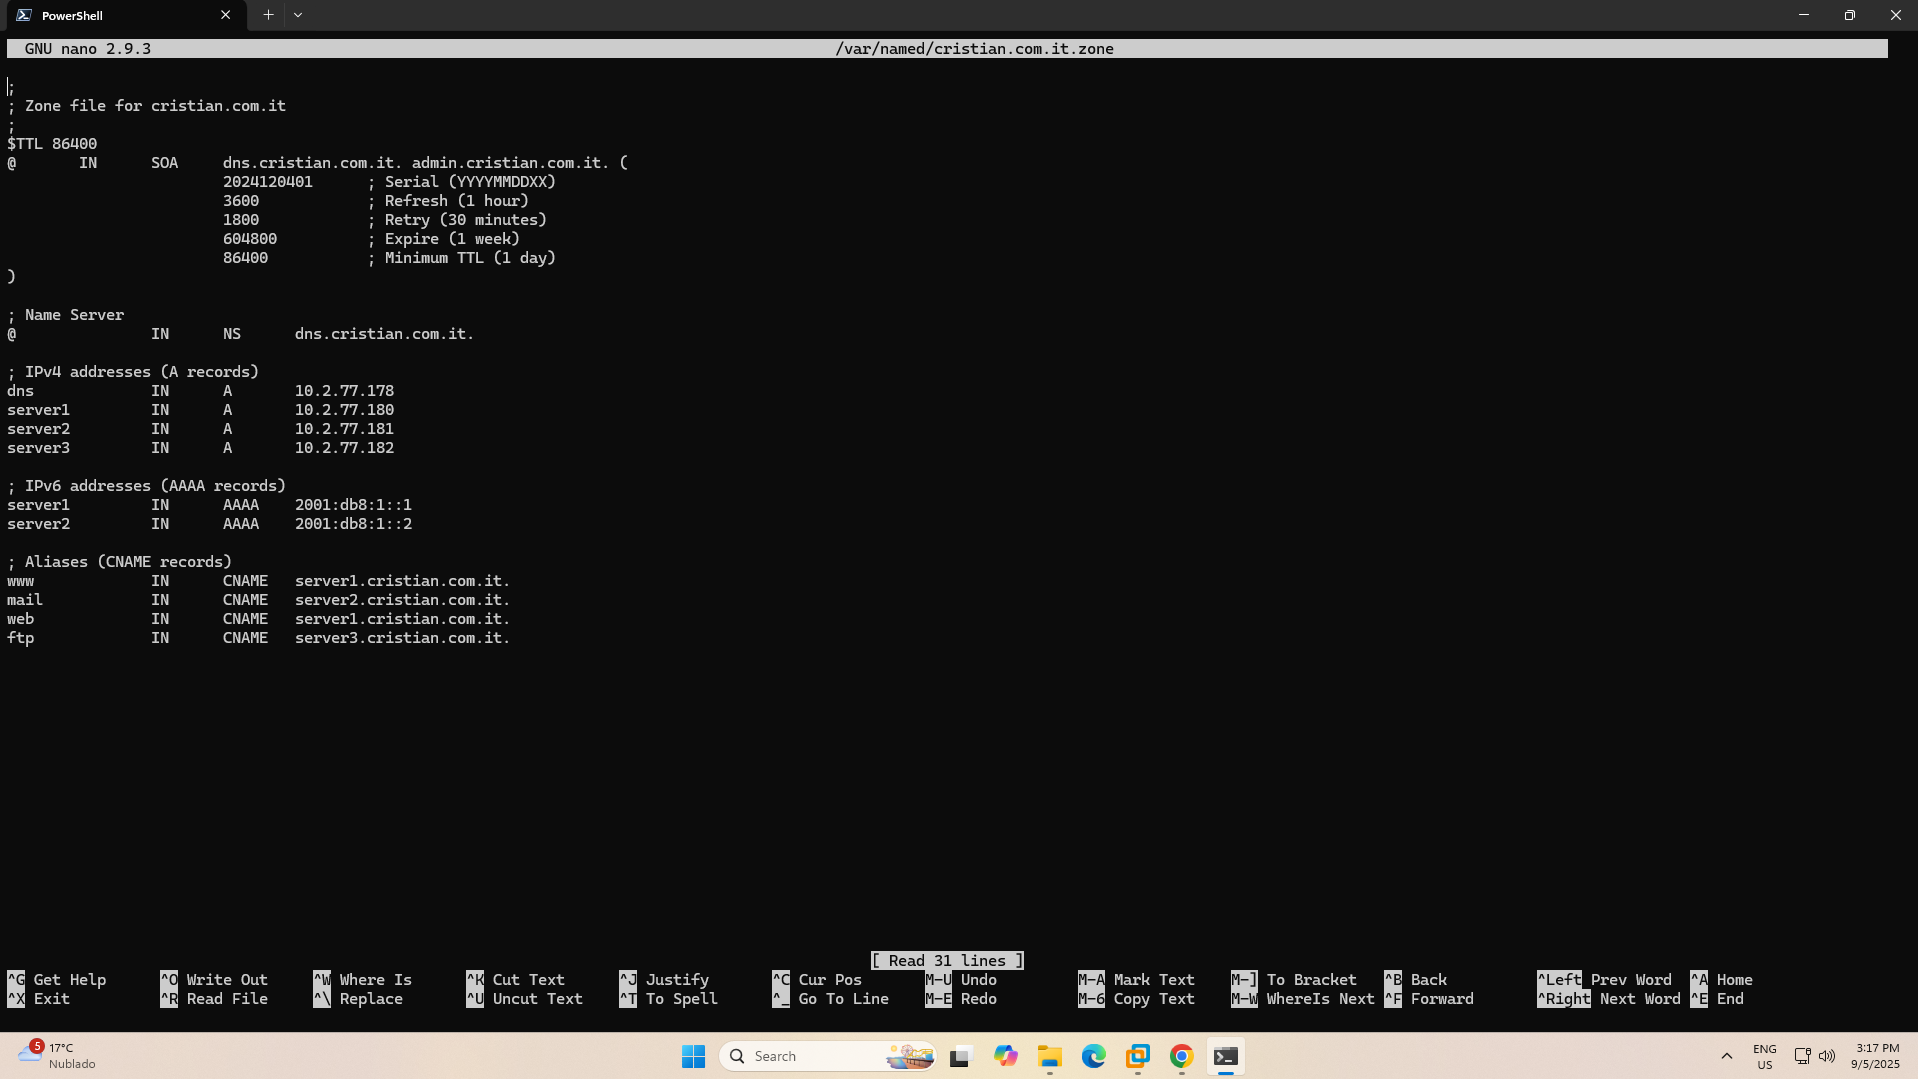 PowerShell
GNU nano 2.9.3 /var/named/cristian.com.it.zone
;
; Zone file for cristian.com.it
;
$TTL 86400
@ IN SOA dns.cristian.com.it. admin.cristian.com.it. (
2024120401 ; Serial (YYYYMMDDXX)
3600 ; Refresh (1 hour)
1800 ; Retry (30 minutes)
604800 ; Expire (1 week)
86400 ; Minimum TTL (1 day)
)
; Name Server
@ IN NS dns.cristian.com.it.
; IPv4 addresses (A records)
dns IN A 10.2.77.178
server1 IN A 10.2.77.180
server2 IN A 10.2.77.181
server3 IN A 10.2.77.182
; IPv6 addresses (AAAA records)
server1 IN AAAA 2001:db8:1::1
server2 IN AAAA 2001:db8:1::2
; Aliases (CNAME records)
www IN CNAME server1.cristian.com.it.
mail IN CNAME server2.cristian.com.it.
web IN CNAME server1.cristian.com.it.
ftp IN CNAME server3.cristian.com.it.
[ Read 31 lines ]
^G Get Help ^O Write Out ^W Where Is ^K Cut Text ^J Justify ^C Cur Pos M-U Undo M-A Mark Text M-] To Bracket ^B Back ^Left Prev Word ^A Home
^X Exit ^R Read File ^\ Replace ^U Uncut Text ^T To Spell ^_ Go To Line M-E Redo M-6 Copy Text M-W WhereIs Next ^F Forward ^Right Next Word ^E End
5 17°C
Nublado
Search
ENG
US
3:17 PM
9/5/2025